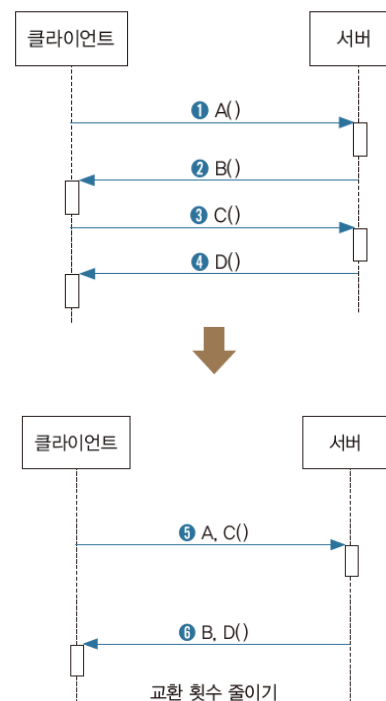 클라이언트 서버
❶ A()
❷ B()
❸ C()
❹ D()
클라이언트 서버
❺ A, C()
❻ B, D()
교환 횟수 줄이기